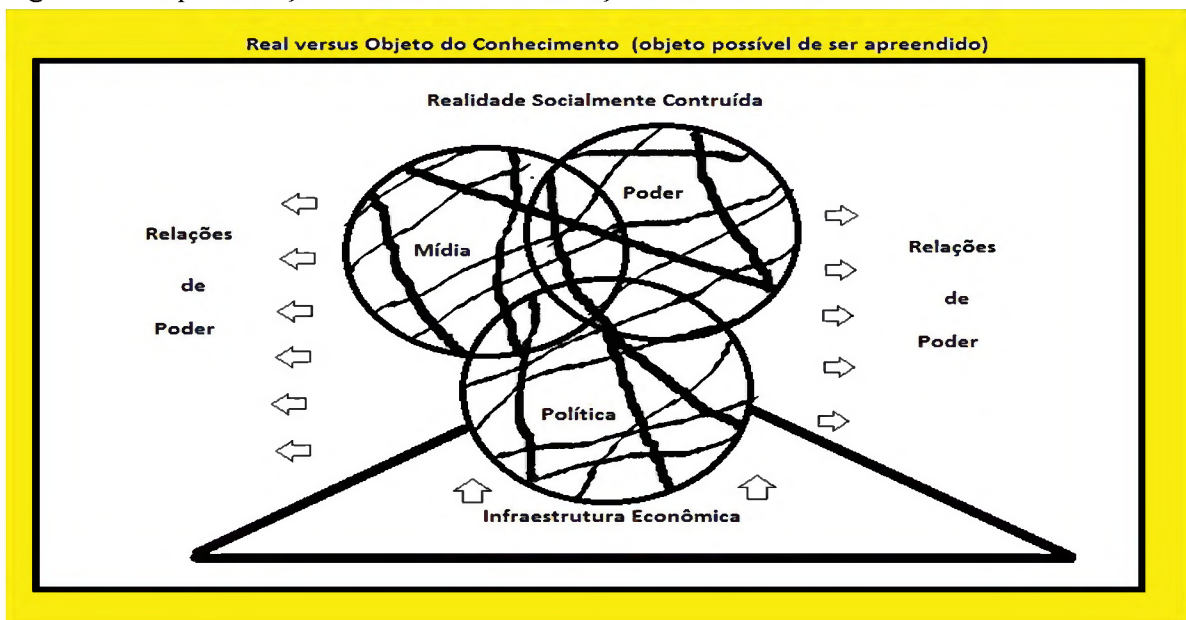 Real versus Objeto do Conhecimento (objeto possível de ser apreendido)
Realidade Socialmente Contruída
Poder
Mídia
Relações
de
Poder
Relações
de
Poder
Política
Infraestrutura Econômica